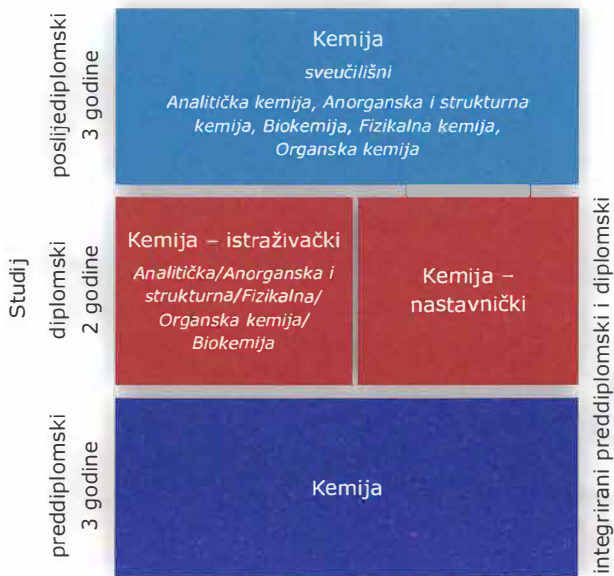 Studij
poslijediplomski
3 godine
Kemija
sveučilišni
Analitička kemija, Anorganska i strukturna
kemija, Biokemija, Fizikalna kemija,
Organska kemija
diplomski
2 godine
Kemija – istraživački
Analitička/Anorganska i
strukturna/Fizikalna/
Organska kemija/
Biokemija
Kemija –
nastavnički
preddiplomski
3 godine
Kemija
integrirani preddiplomski i diplomski